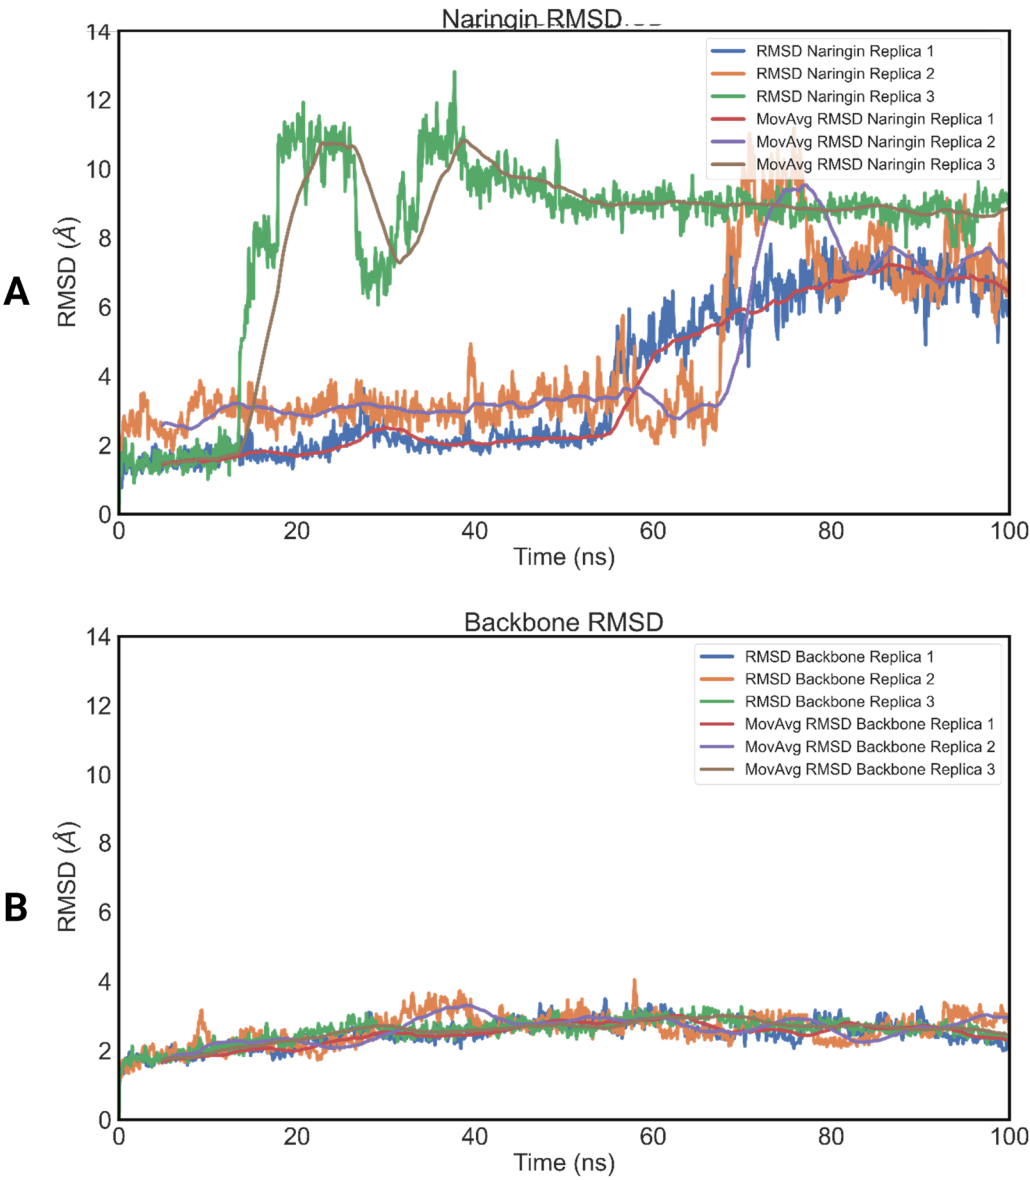 Naringin RMSD
A
RMSD (Å)
14
12
10
8
6
4
2
0
RMSD Naringin Replica 1
RMSD Naringin Replica 2
RMSD Naringin Replica 3
MovAvg RMSD Naringin Replica 1
MovAvg RMSD Naringin Replica 2
MovAvg RMSD Naringin Replica 3
0 20 40 60 80 100
Time (ns)
Backbone RMSD
B
RMSD (Å)
14
12
10
8
6
4
2
0
RMSD Backbone Replica 1
RMSD Backbone Replica 2
RMSD Backbone Replica 3
MovAvg RMSD Backbone Replica 1
MovAvg RMSD Backbone Replica 2
MovAvg RMSD Backbone Replica 3
0 20 40 60 80 100
Time (ns)